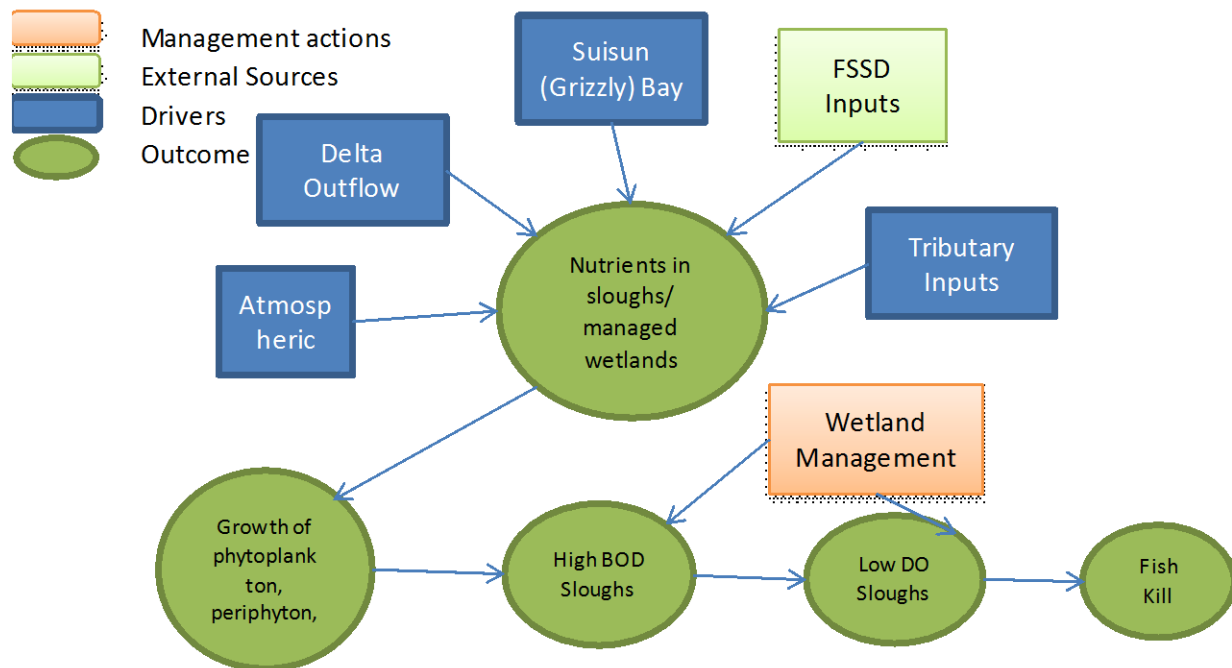 Management actions
External Sources
Drivers
Outcome
Suisun
(Grizzly) Bay
FSSD
Inputs
Delta
Outflow
Tributary
Inputs
Atmosp
heric
Nutrients in
sloughs/
managed
wetlands
Wetland
Management
Growth of
phytoplank
ton,
periphyton,
High BOD
Sloughs
Low DO
Sloughs
Fish
Kill